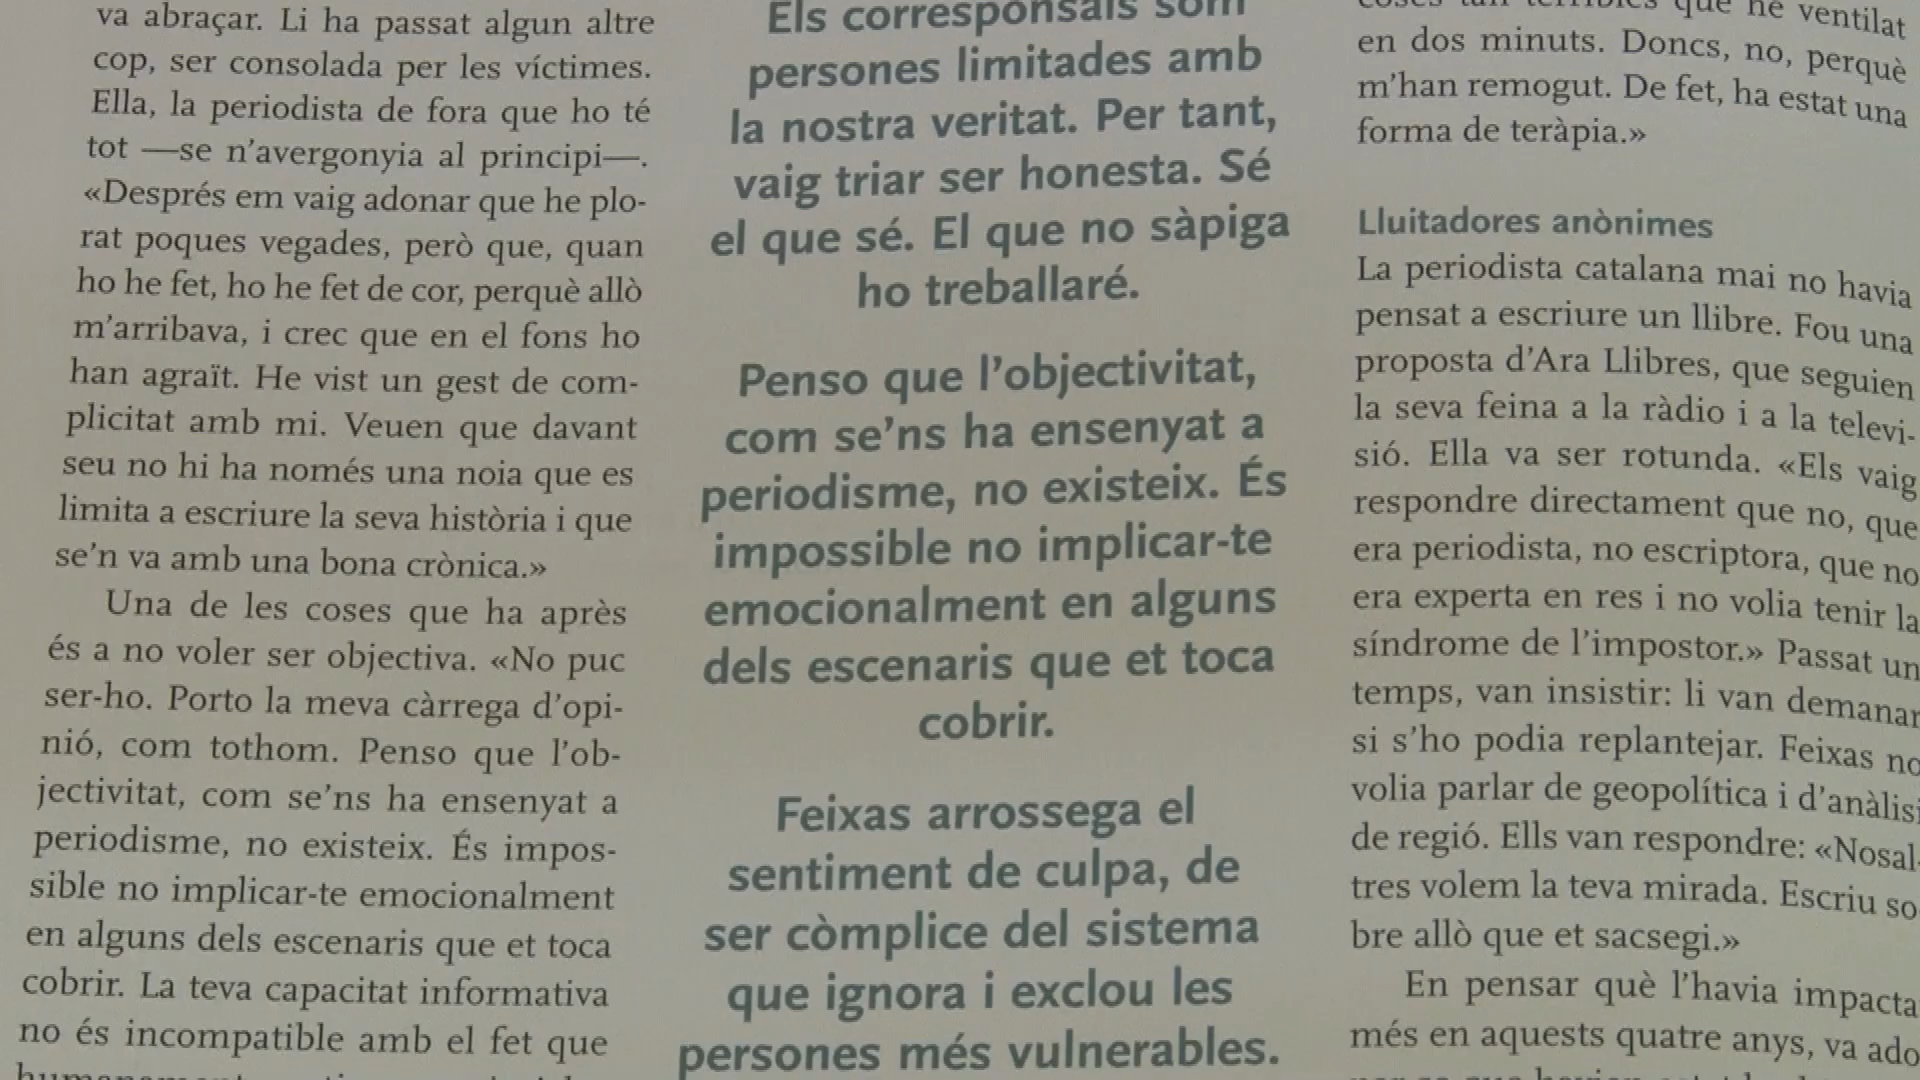 va abraçar. Li ha passat algun altre
cop, ser consolada per les víctimes.
Ella, la periodista de fora que ho té
tot —se n'avergonyia al principi—.
«Després em vaig adonar que he plo-
rat poques vegades, però que, quan
ho he fet, ho he fet de cor, perquè allò
m'arribava, i crec que en el fons ho
han agraït. He vist un gest de com-
plicitat amb mi. Veuen que davant
seu no hi ha només una noia que es
limita a escriure la seva història i que
se'n va amb una bona crònica.»
Una de les coses que ha après
és a no voler ser objectiva. «No puc
ser-ho. Porto la meva càrrega d'opi-
nió, com tothom. Penso que l'ob-
jectivitat, com se'ns ha ensenyat a
periodisme, no existeix. És impos-
sible no implicar-te emocionalment
en alguns dels escenaris que et toca
cobrir. La teva capacitat informativa
no és incompatible amb el fet que
Els corresponsals som
persones limitades amb
la nostra veritat. Per tant,
vaig triar ser honesta. Sé
el que sé. El que no sàpiga
ho treballaré.
Penso que l'objectivitat,
com se'ns ha ensenyat a
periodisme, no existeix. És
impossible no implicar-te
emocionalment en alguns
dels escenaris que et toca
cobrir.
Feixas arrossega el
sentiment de culpa, de
ser còmplice del sistema
que ignora i exclou les
persones més vulnerables.
que he ventilat
en dos minuts. Doncs, no, perquè
m'han remogut. De fet, ha estat una
forma de teràpia.»
Lluitadores anònimes
La periodista catalana mai no havia
pensat a escriure un llibre. Fou una
proposta d'Ara Llibres, que seguien
la seva feina a la ràdio i a la televi-
sió. Ella va ser rotunda. «Els vaig
respondre directament que no, que
era periodista, no escriptora, que no
era experta en res i no volia tenir la
síndrome de l'impostor.» Passat un
temps, van insistir: li van demanar
si s'ho podia replantejar. Feixas no
volia parlar de geopolítica i d'anàlisi
de regió. Ells van respondre: «Nosal-
tres volem la teva mirada. Escriu so
bre allò que et sacsegi.»
En pensar què l'havia impacta
més en aquests quatre anys, va ado